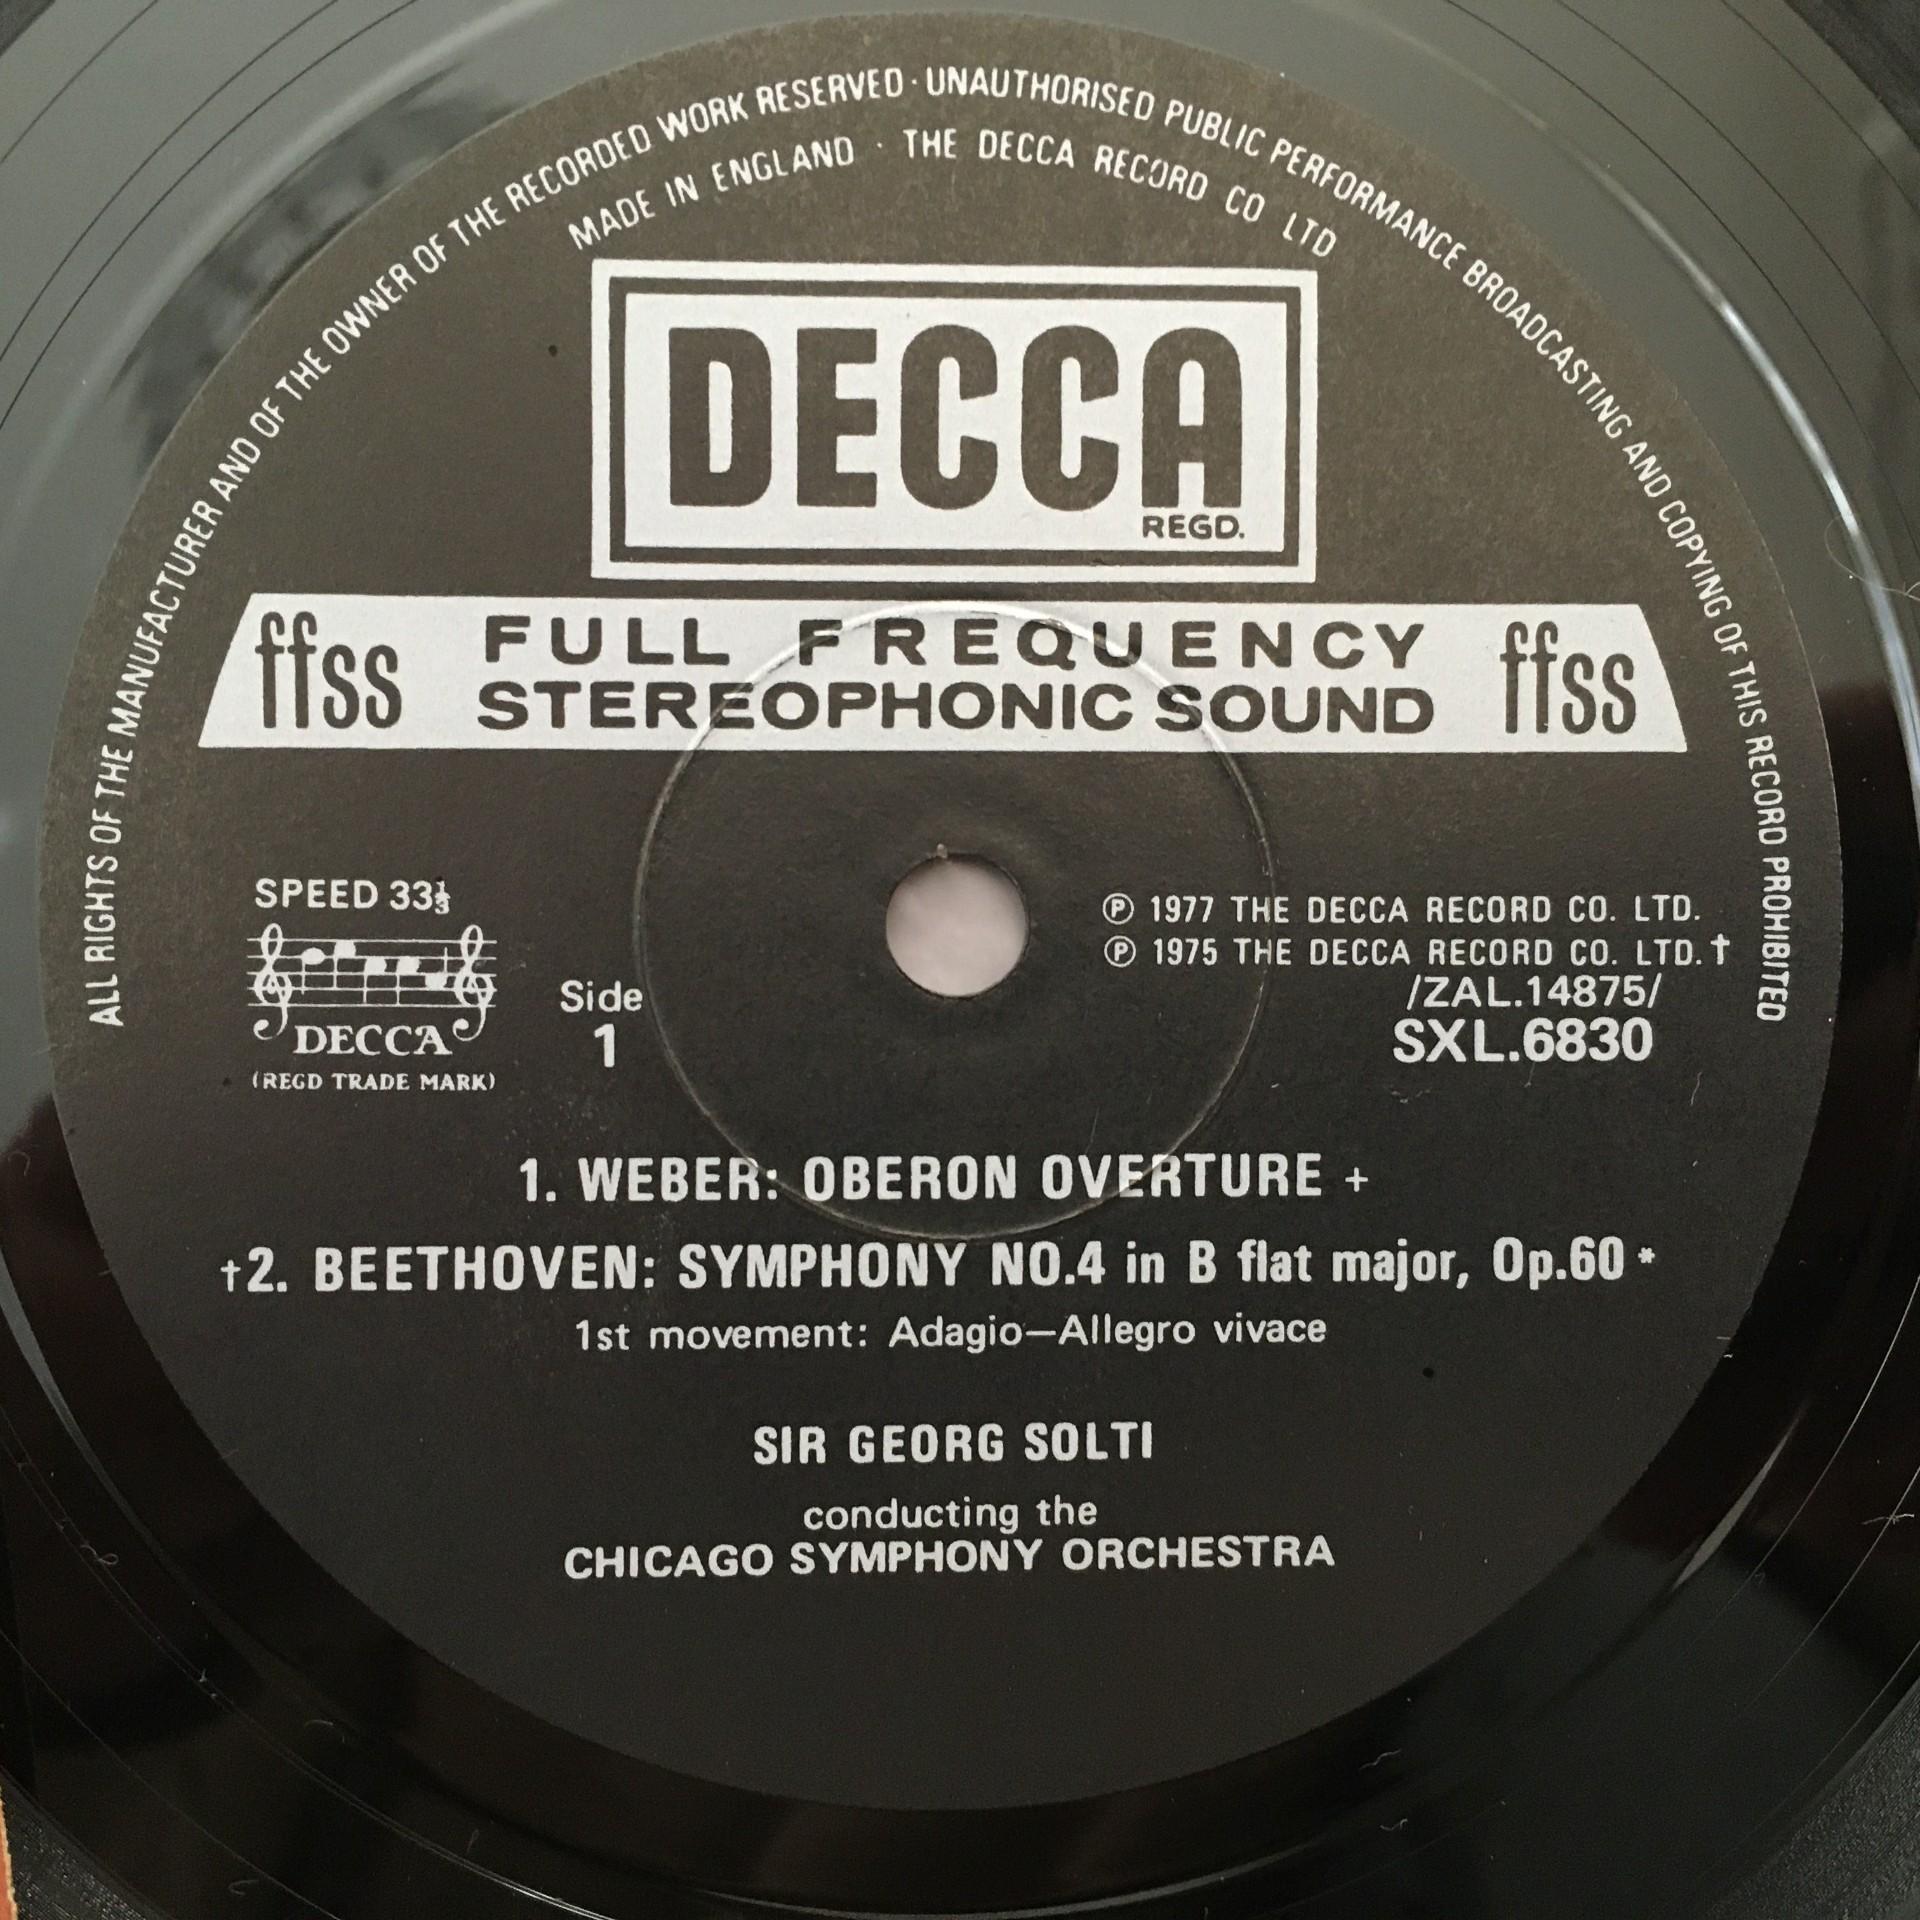 ALL RIGHTS OF THE MANUFACTURER AND OF THE OWNER OF THE RECORDED WORK RESERVED · UNAUTHORISED PUBLIC PERFORMANCE BROADCASTING AND COPYING OF THIS RECORD PROHIBITED
MADE IN ENGLAND · THE DECCA RECORD CO LTD
DECCA
REGD.
ffss FULL FREQUENCY STEREOPHONIC SOUND ffss
SPEED 33⅓
DECCA
(REGD TRADE MARK)
Side
1
℗ 1977 THE DECCA RECORD CO. LTD.
℗ 1975 THE DECCA RECORD CO. LTD.†
/ZAL.14875/
SXL.6830
1. WEBER: OBERON OVERTURE +
†2. BEETHOVEN: SYMPHONY NO.4 in B flat major, Op.60 *
1st movement: Adagio—Allegro vivace
SIR GEORG SOLTI
conducting the
CHICAGO SYMPHONY ORCHESTRA